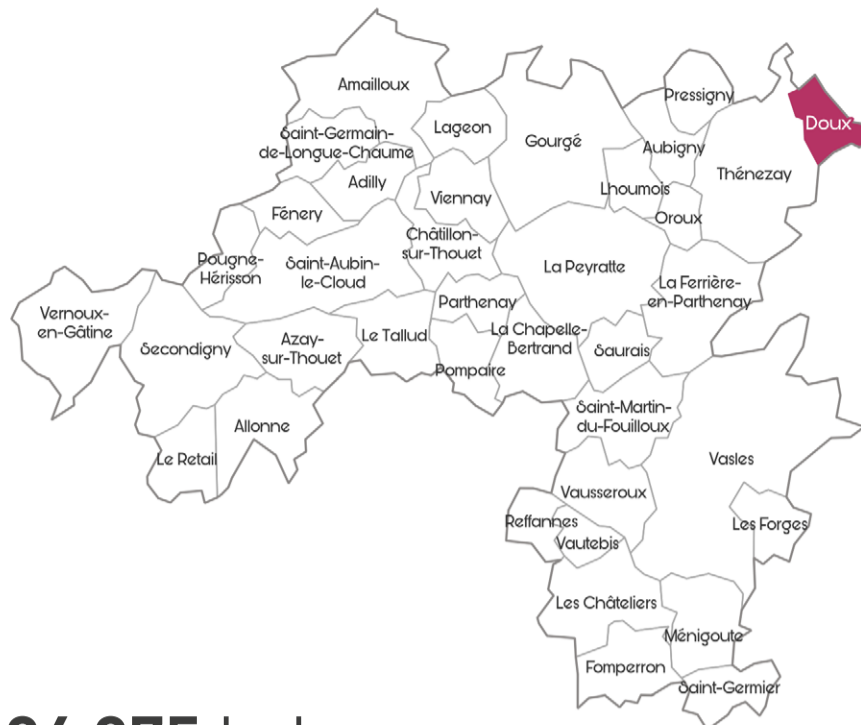 Amailloux
Pressigny
Doux
Saint-Germain-
de-Longue-Chaume
Lageon
Gourgé
Aubigny
Thénezay
Adilly
Viennay
Lhoumois
Oroux
Fénery
Châtillon-
sur-Thouet
Pougne-
Hérisson
Saint-Aubin-
le-Cloud
La Peyratte
La Ferrière-
en-Parthenay
Vernoux-
en-Gâtine
Parthenay
Secondigny
Azay-
sur-Thouet
Le Tallud
La Chapelle-
Bertrand
Saurais
Pompaire
Saint-Martin-
du-Fouilloux
Allonne
Le Retail
Vasles
Vausseroux
Reffannes
Les Forges
Vautebis
Les Châteliers
Ménigoute
Fomperron
Saint-Germier